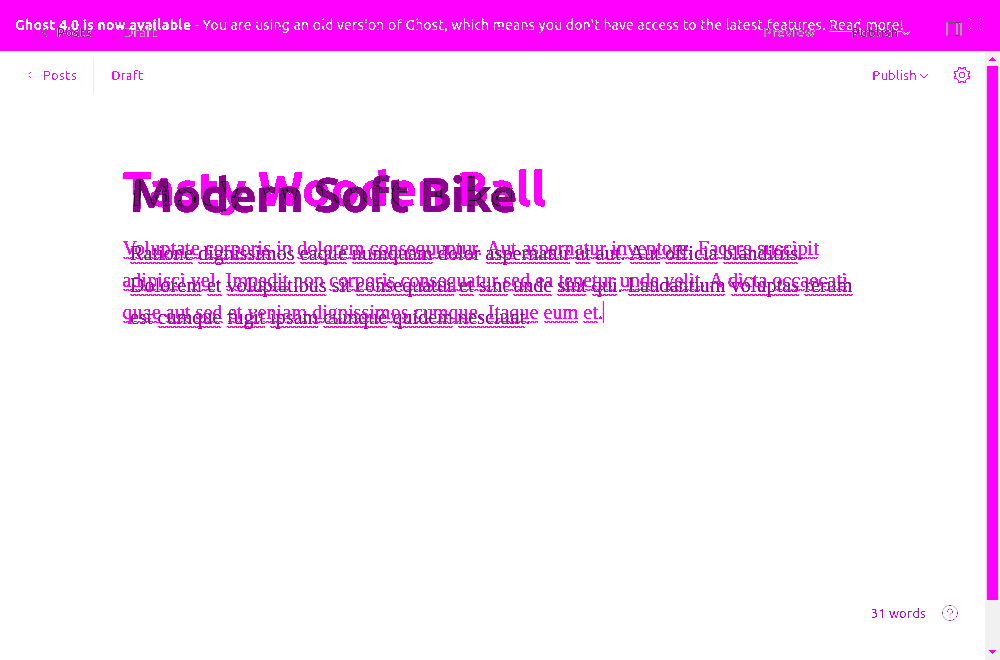 Ghost 4.0 is now available - You are using an old version of Ghost, which means you don't have access to the latest features. Read more!
Posts Draft Preview Publish
Posts Draft Publish
Tasty Wooden Ball
Modern Soft Bike
Voluptate corporis in dolorem consequuntur. Aut aspernatur inventore. Facere suscipit
Ratione dignissimos eaque numquam dolor aspernatur ut aut. Aut officia blanditiis.
adipisci vel. Impedit non corporis consequatur sed ea tenetur unde velit. A dicta occaecati
Dolorem et voluptatibus sit consequatur et sint unde sint qui. Laudantium voluptas rerum
quae aut sed et veniam dignissimos cumque. Itaque eum et.
est cumque fugit ipsam cumque quidem nesciunt.
31 words